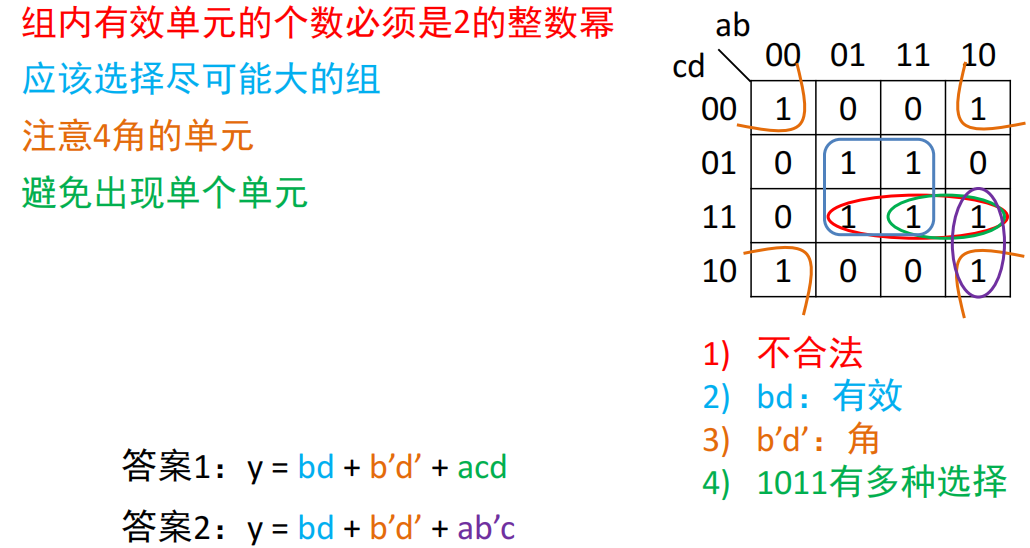 组内有效单元的个数必须是2的整数幂
应该选择尽可能大的组
注意4角的单元
避免出现单个单元
ab
cd
00 01 11 10
00 1 0 0 1
01 0 1 1 0
11 0 1 1 1
10 1 0 0 1
1) 不合法
2) bd：有效
3) b’d’：角
4) 1011有多种选择
答案1：y = bd + b’d’ + acd
答案2：y = bd + b’d’ + ab’c